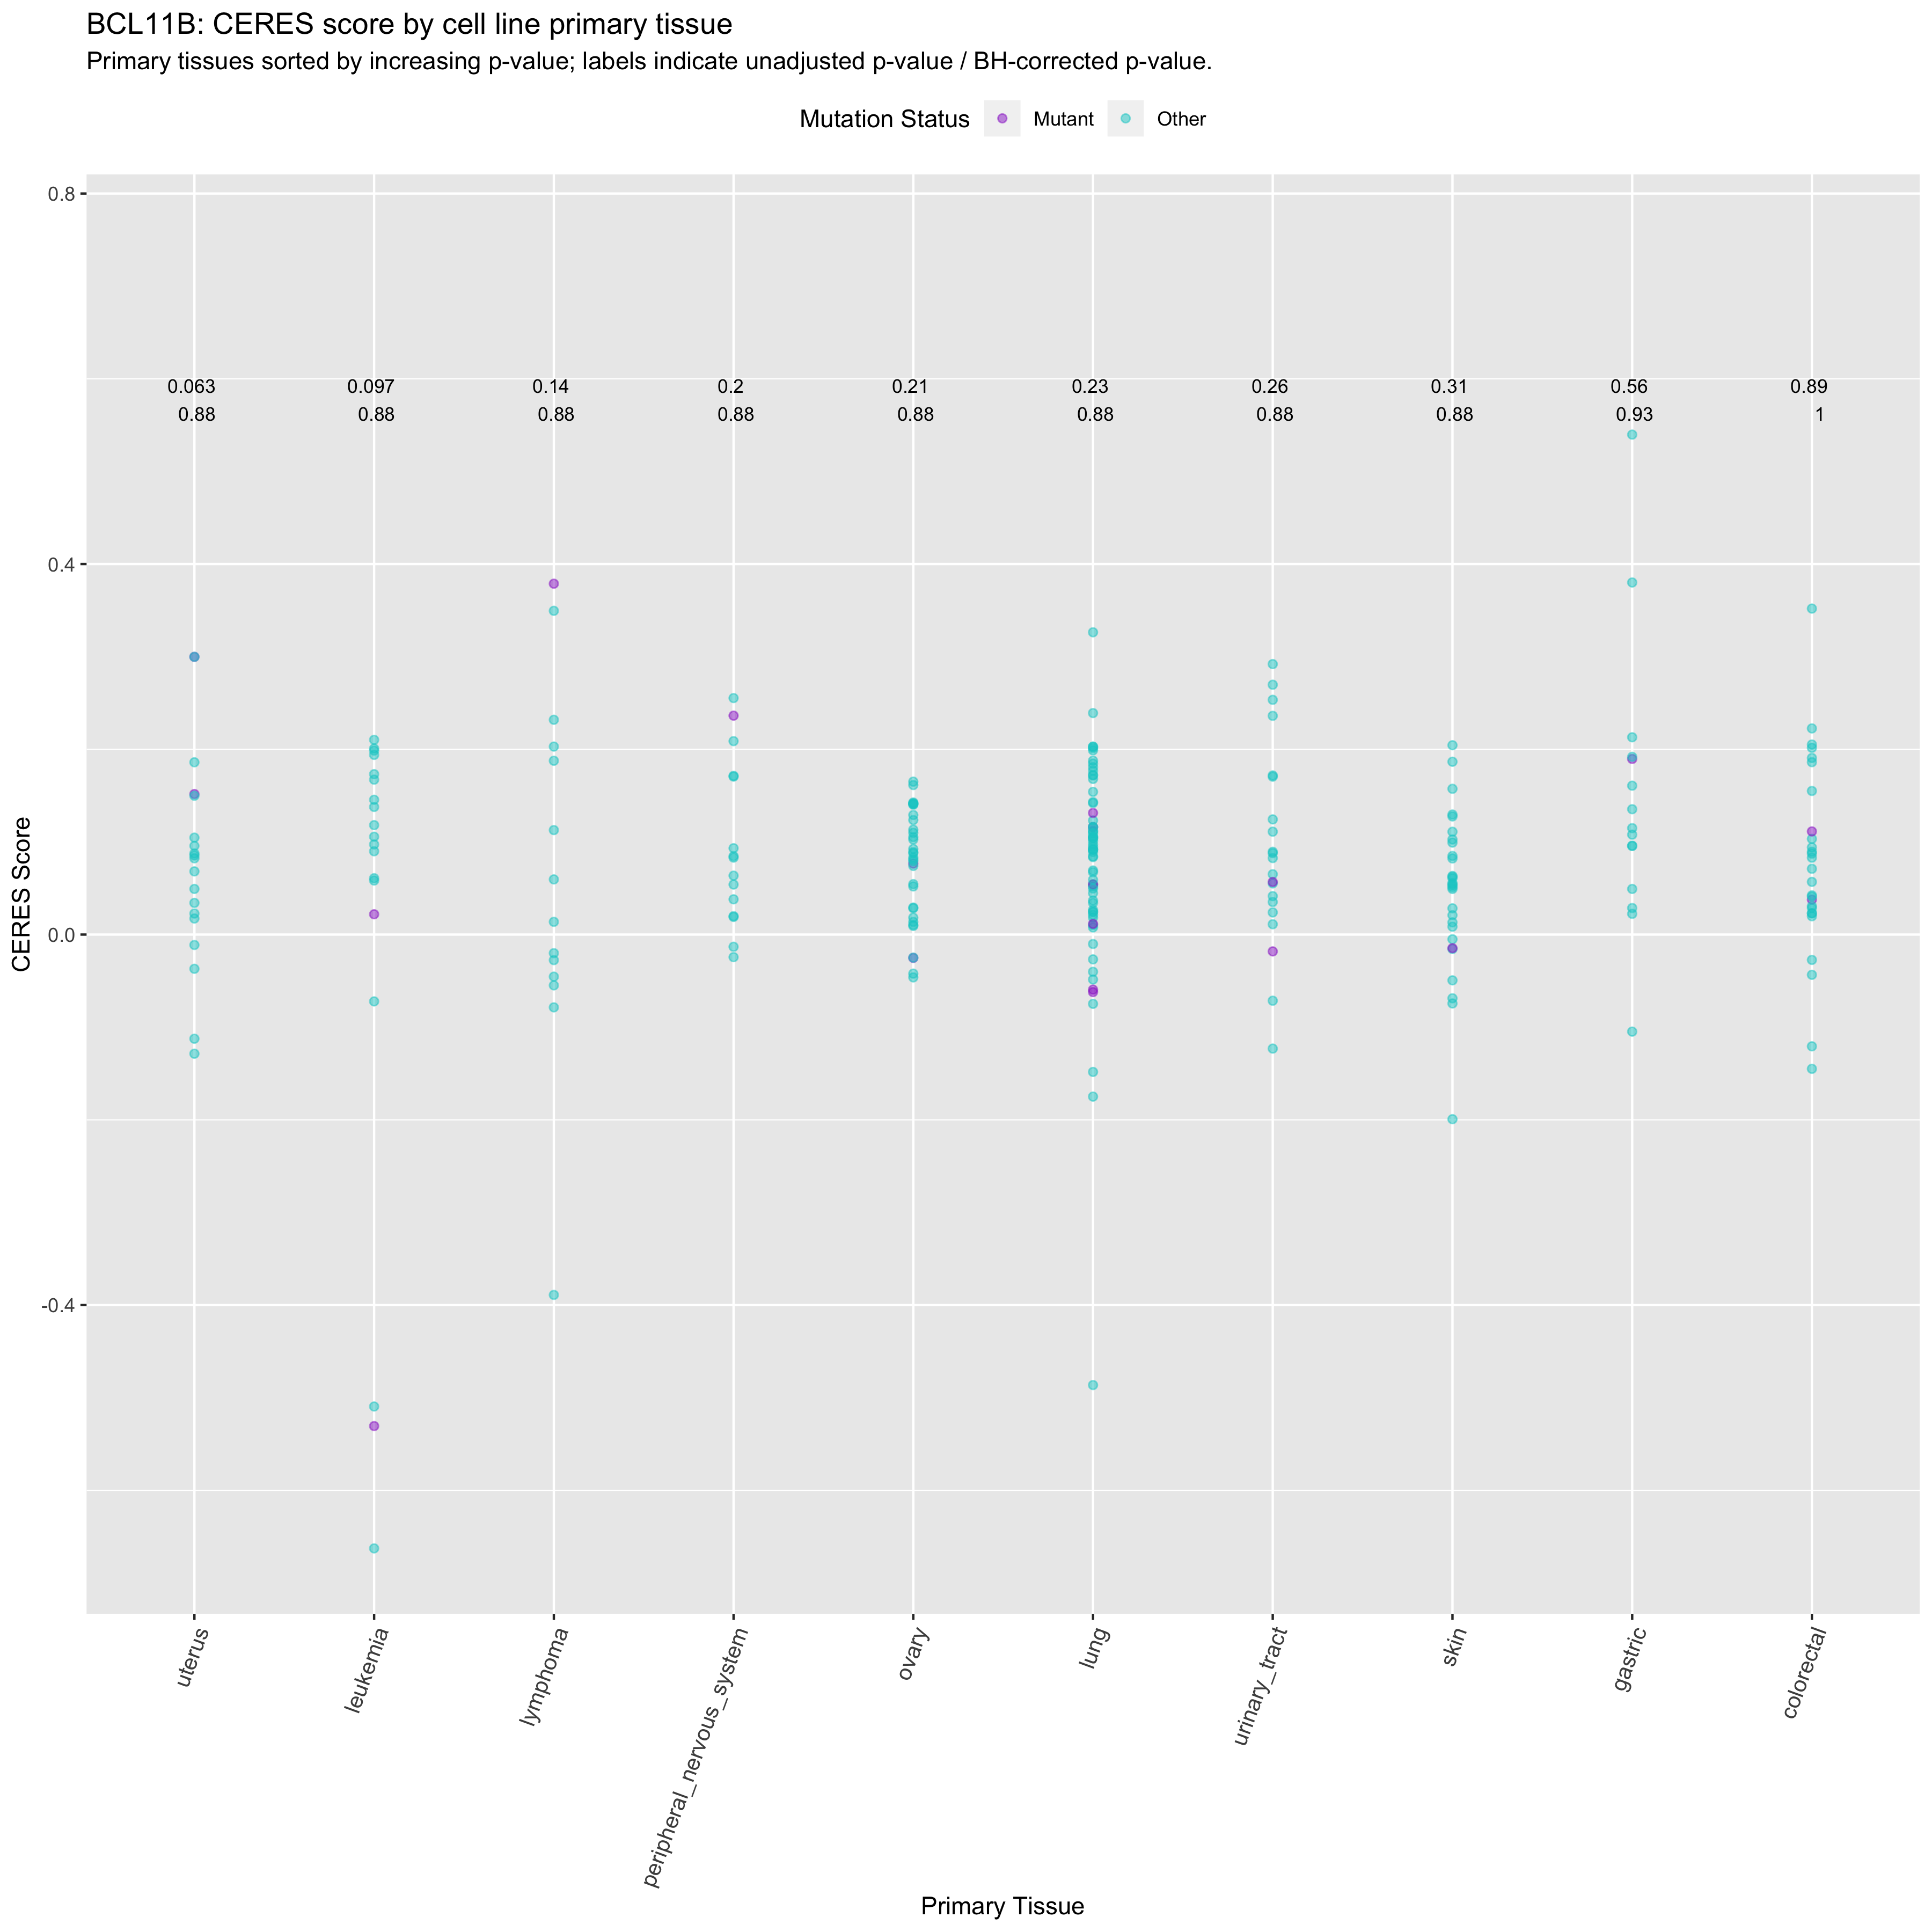 BCL11B: CERES score by cell line primary tissue
Primary tissues sorted by increasing p-value; labels indicate unadjusted p-value / BH-corrected p-value.
Mutation Status Mutant Other
0.8
0.063 0.097 0.14 0.2 0.21 0.23 0.26 0.31 0.56 0.89
0.88 0.88 0.88 0.88 0.88 0.88 0.88 0.88 0.93 1
0.4
0.0
-0.4
CERES Score
uterus
leukemia
lymphoma
peripheral_nervous_system
ovary
lung
urinary_tract
skin
gastric
colorectal
Primary Tissue